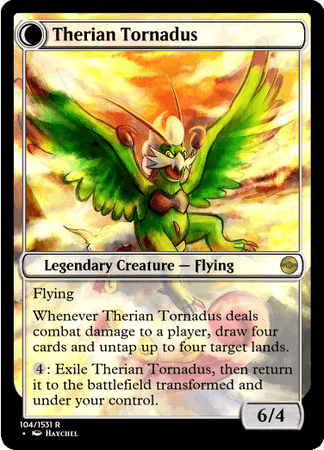 Therian Tornadus
Legendary Creature — Flying
Flying
Whenever Therian Tornadus deals
combat damage to a player, draw four
cards and untap up to four target lands.
4: Exile Therian Tornadus, then return
it to the battlefield transformed and
under your control.
6/4
104/1531 R
• HAYCHEL